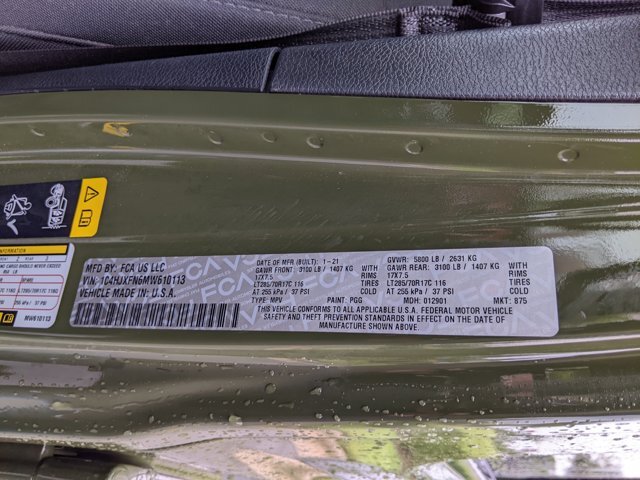 MFD BY: FCA US LLC
VIN: 1C4HJXFN6MW610113
VEHICLE MADE IN: U.S.A.
DATE OF MFR (BUILT): 1-21
GAWR FRONT: 3100 LB / 1407 KG WITH
17X7.5 RIMS
LT285/70R17C 116 TIRES
AT 255 kPa / 37 PSI
TYPE: MPV PAINT: PGG
GVWR: 5800 LB / 2631 KG
GAWR REAR: 3100 LB / 1407 KG WITH
17X7.5 RIMS
LT285/70R17C 116 TIRES
AT 255 kPa / 37 PSI
MDH: 012901 MKT: 875
THIS VEHICLE CONFORMS TO ALL APPLICABLE U.S.A. FEDERAL MOTOR VEHICLE
SAFETY AND THEFT PREVENTION STANDARDS IN EFFECT ON THE DATE OF
MANUFACTURE SHOWN ABOVE.
INFORMATION
MW610113